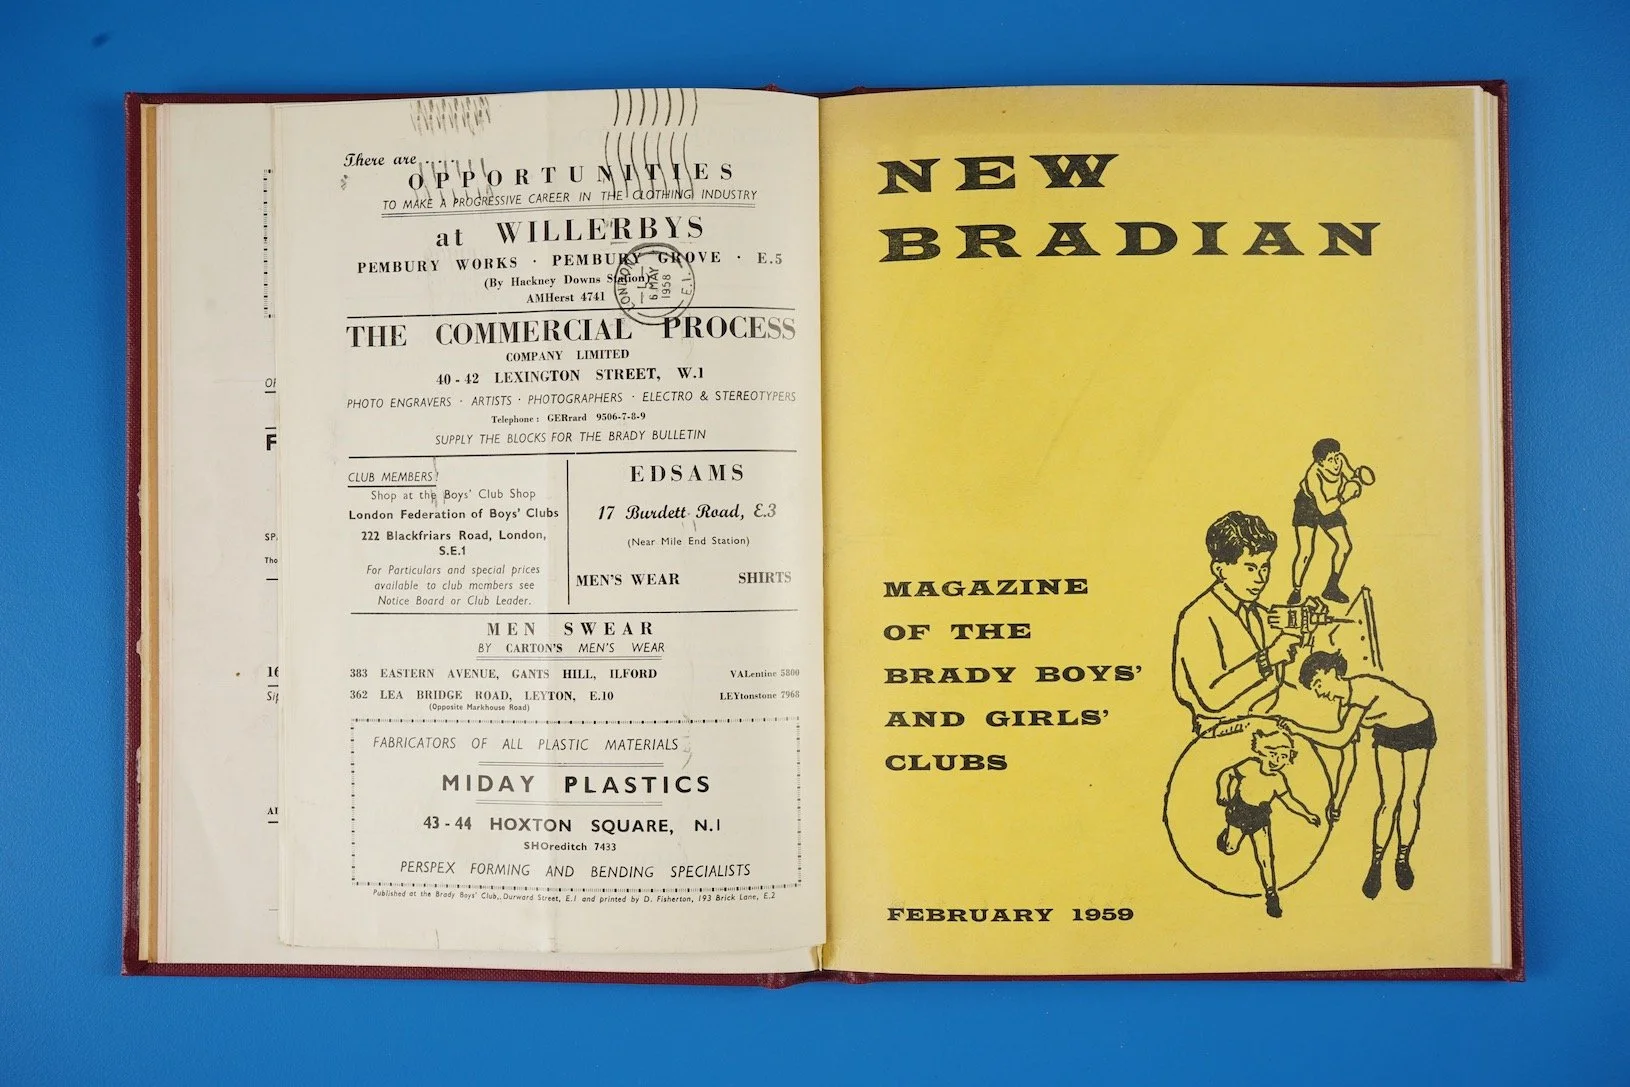 There are . . . .
OPPORTUNITIES
TO MAKE A PROGRESSIVE CAREER IN THE CLOTHING INDUSTRY
at WILLERBYS
PEMBURY WORKS · PEMBURY GROVE · E.5
(By Hackney Downs Station)
AMHerst 4741
LONDON E.I.
6 MAY
1958
THE COMMERCIAL PROCESS
COMPANY LIMITED
40-42 LEXINGTON STREET, W.1
PHOTO ENGRAVERS · ARTISTS · PHOTOGRAPHERS · ELECTRO & STEREOTYPERS
Telephone: GERrard 9506-7-8-9
SUPPLY THE BLOCKS FOR THE BRADY BULLETIN
CLUB MEMBERS!
Shop at the Boys' Club Shop
London Federation of Boys' Clubs
222 Blackfriars Road, London,
S.E.1
For Particulars and special prices
available to club members see
Notice Board or Club Leader.
EDSAMS
17 Burdett Road, E.3
(Near Mile End Station)
MEN'S WEAR SHIRTS
MEN SWEAR
BY CARTON'S MEN'S WEAR
383 EASTERN AVENUE, GANTS HILL, ILFORD VALentine 5800
362 LEA BRIDGE ROAD, LEYTON, E.10 LEYtonstone 7968
(Opposite Markhouse Road)
FABRICATORS OF ALL PLASTIC MATERIALS
MIDAY PLASTICS
43-44 HOXTON SQUARE, N.1
SHOreditch 7433
PERSPEX FORMING AND BENDING SPECIALISTS
Published at the Brady Boys' Club, Durward Street, E.1 and printed by D. Fisherton, 193 Brick Lane, E.2
NEW
BRADIAN
MAGAZINE
OF THE
BRADY BOYS'
AND GIRLS'
CLUBS
FEBRUARY 1959